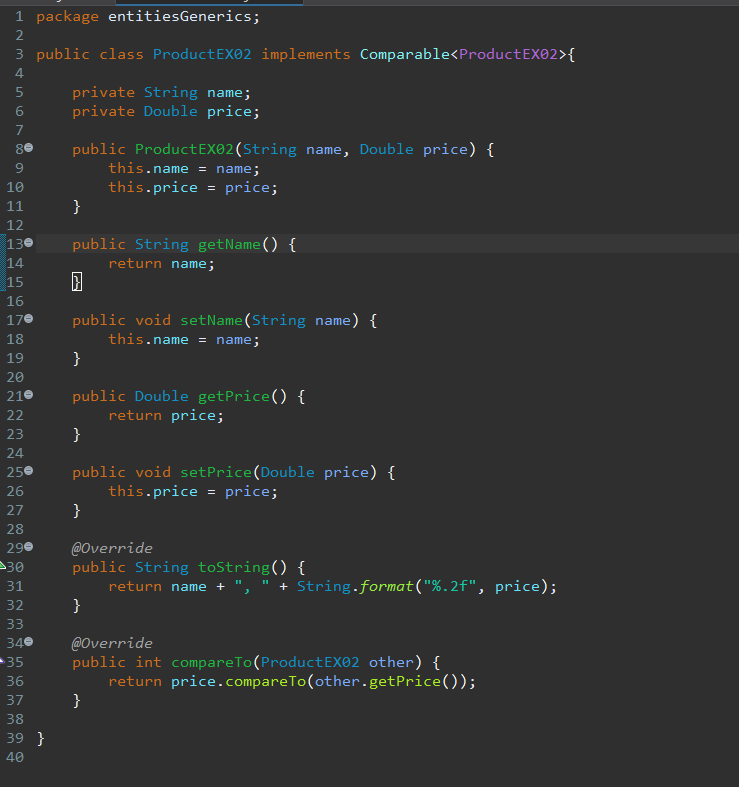 1 package entitiesGenerics;
2
3 public class ProductEX02 implements Comparable<ProductEX02>{
4
5     private String name;
6     private Double price;
7
8     public ProductEX02(String name, Double price) {
9         this.name = name;
10         this.price = price;
11     }
12
13     public String getName() {
14         return name;
15     }
16
17     public void setName(String name) {
18         this.name = name;
19     }
20
21     public Double getPrice() {
22         return price;
23     }
24
25     public void setPrice(Double price) {
26         this.price = price;
27     }
28
29     @Override
30     public String toString() {
31         return name + ", " + String.format("%.2f", price);
32     }
33
34     @Override
35     public int compareTo(ProductEX02 other) {
36         return price.compareTo(other.getPrice());
37     }
38
39 }
40